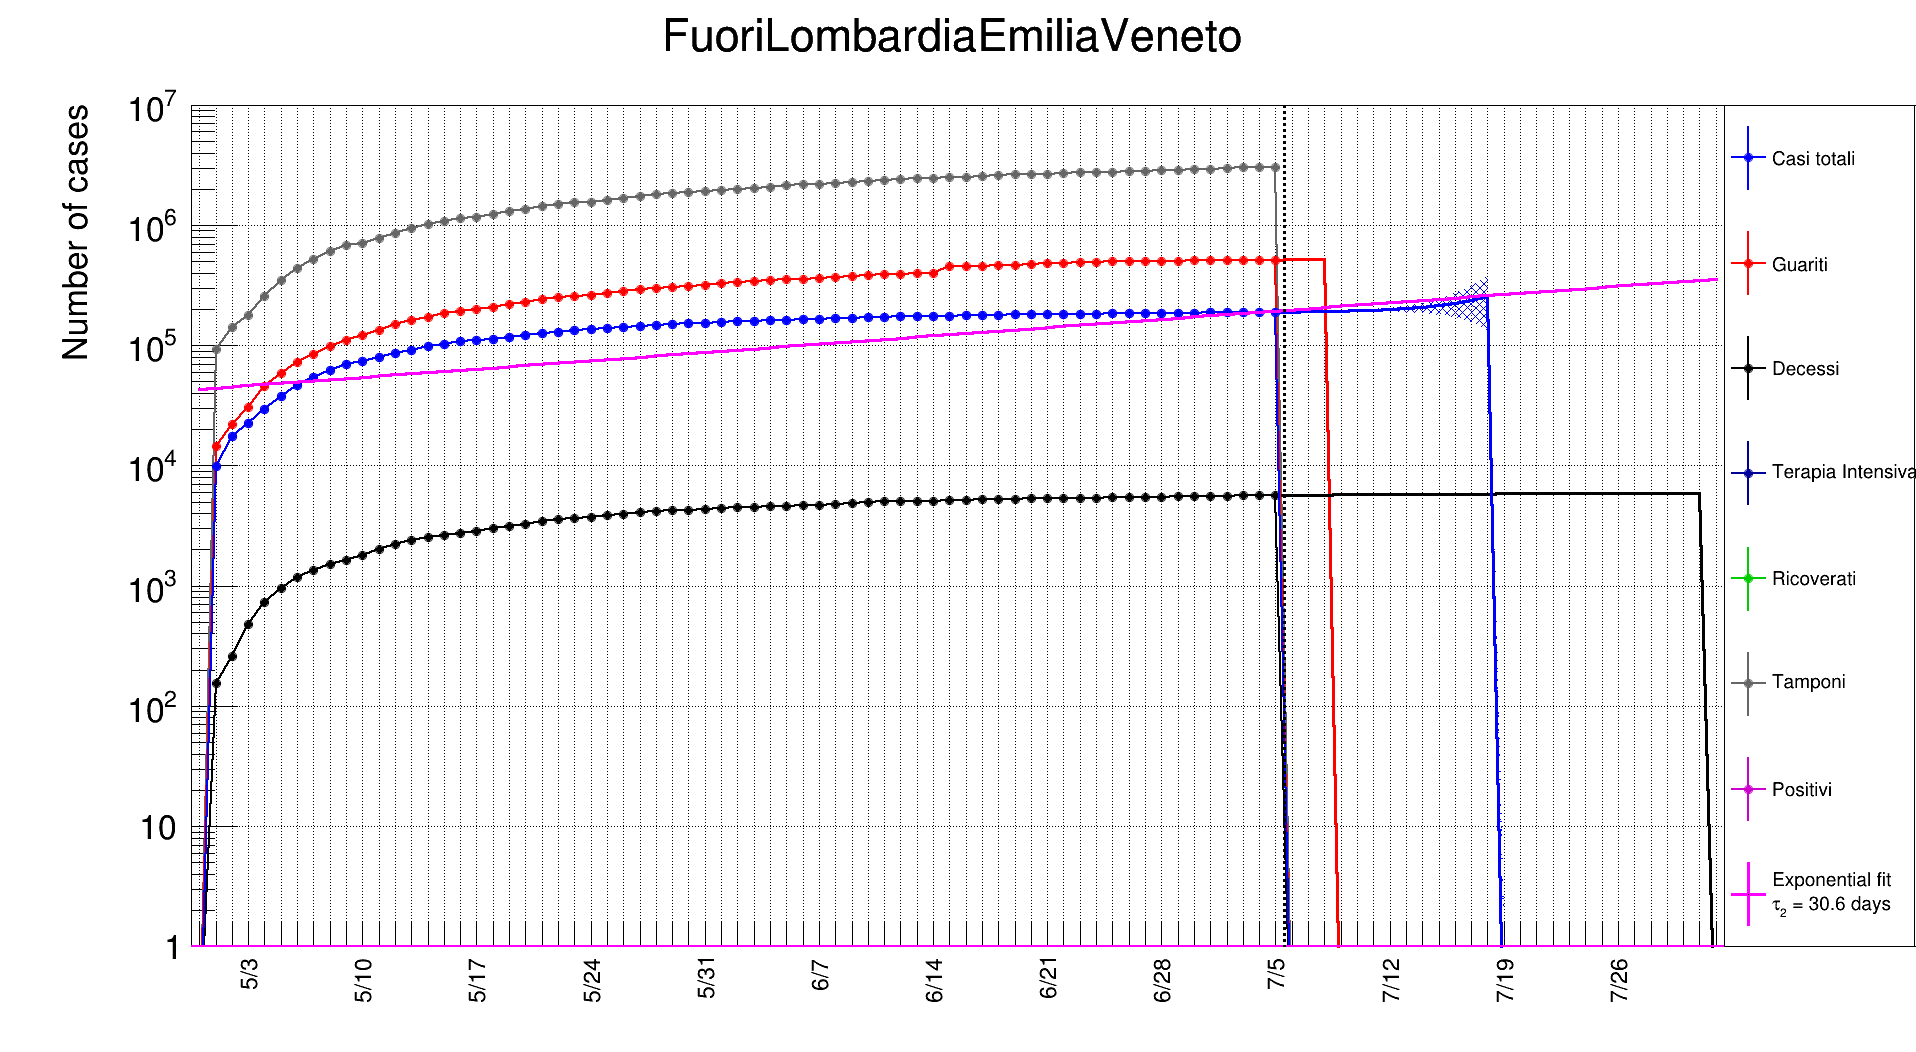 FuoriLombardiaEmiliaVeneto
Number of cases
10^7
10^6
10^5
10^4
10^3
10^2
10
1
5/3 5/10 5/17 5/24 5/31 6/7 6/14 6/21 6/28 7/5 7/12 7/19 7/26
Casi totali
Guariti
Decessi
Terapia Intensiva
Ricoverati
Tamponi
Positivi
Exponential fit
τ_2 = 30.6 days